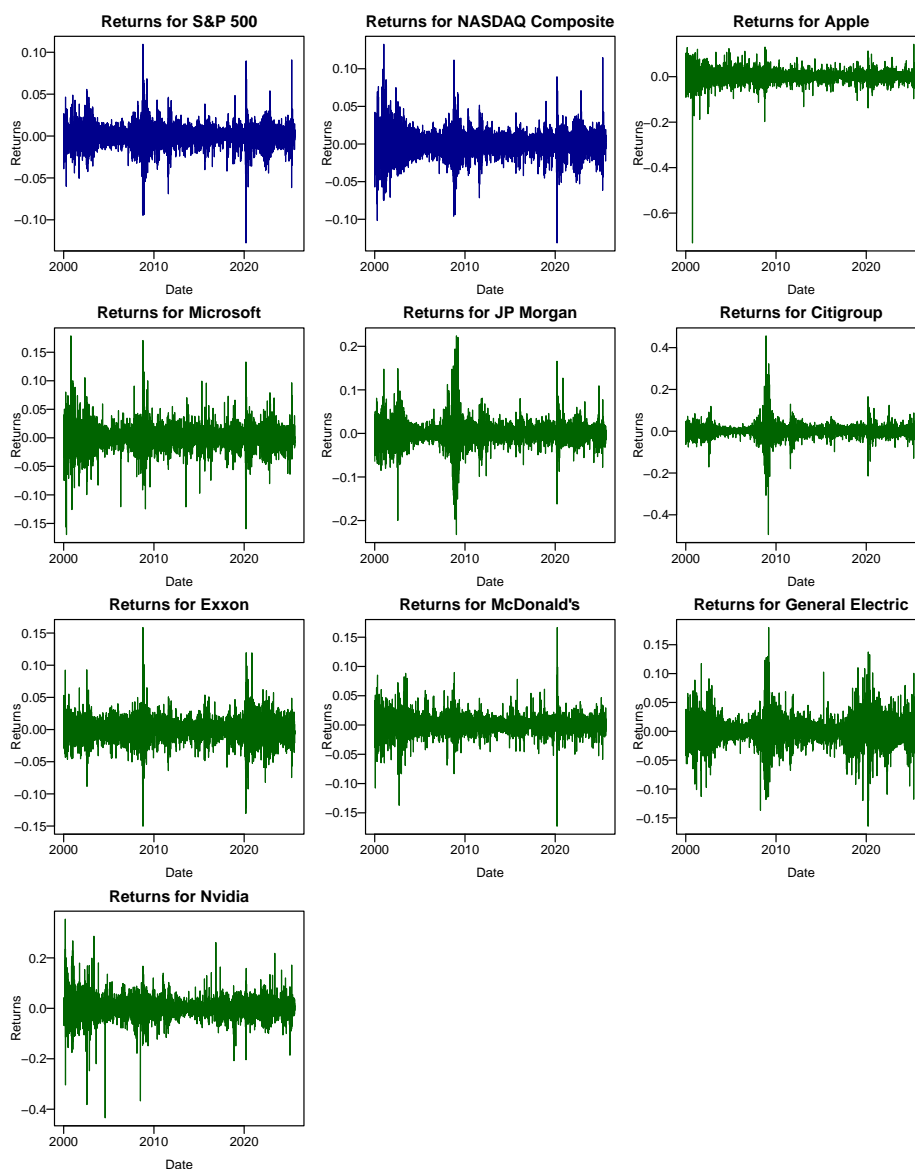 Returns for S&P 500
Returns
0.10
0.05
0.00
−0.05
−0.10
2000 2010 2020
Date
Returns for NASDAQ Composite
Returns
0.10
0.05
0.00
−0.05
−0.10
2000 2010 2020
Date
Returns for Apple
Returns
0.0
−0.2
−0.4
−0.6
2000 2010 2020
Date
Returns for Microsoft
Returns
0.15
0.10
0.05
0.00
−0.05
−0.10
−0.15
2000 2010 2020
Date
Returns for JP Morgan
Returns
0.2
0.1
0.0
−0.1
−0.2
2000 2010 2020
Date
Returns for Citigroup
Returns
0.4
0.2
0.0
−0.2
−0.4
2000 2010 2020
Date
Returns for Exxon
Returns
0.15
0.10
0.05
0.00
−0.05
−0.10
−0.15
2000 2010 2020
Date
Returns for McDonald's
Returns
0.15
0.10
0.05
0.00
−0.05
−0.10
−0.15
2000 2010 2020
Date
Returns for General Electric
Returns
0.15
0.10
0.05
0.00
−0.05
−0.10
−0.15
2000 2010 2020
Date
Returns for Nvidia
Returns
0.2
0.0
−0.2
−0.4
2000 2010 2020
Date